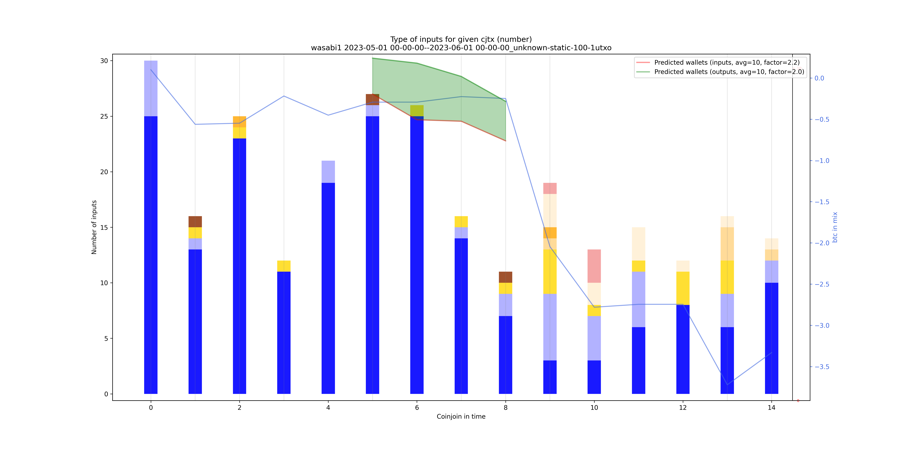 Type of inputs for given cjtx (number)
wasabi1 2023-05-01 00-00-00--2023-06-01 00-00-00_unknown-static-100-1utxo
Predicted wallets (inputs, avg=10, factor=2.2)
Predicted wallets (outputs, avg=10, factor=2.0)
30
25
20
15
10
5
0
Number of inputs
0.0
−0.5
−1.0
−1.5
−2.0
−2.5
−3.0
−3.5
btc in mix
0 2 4 6 8 10 12 14
Coinjoin in time